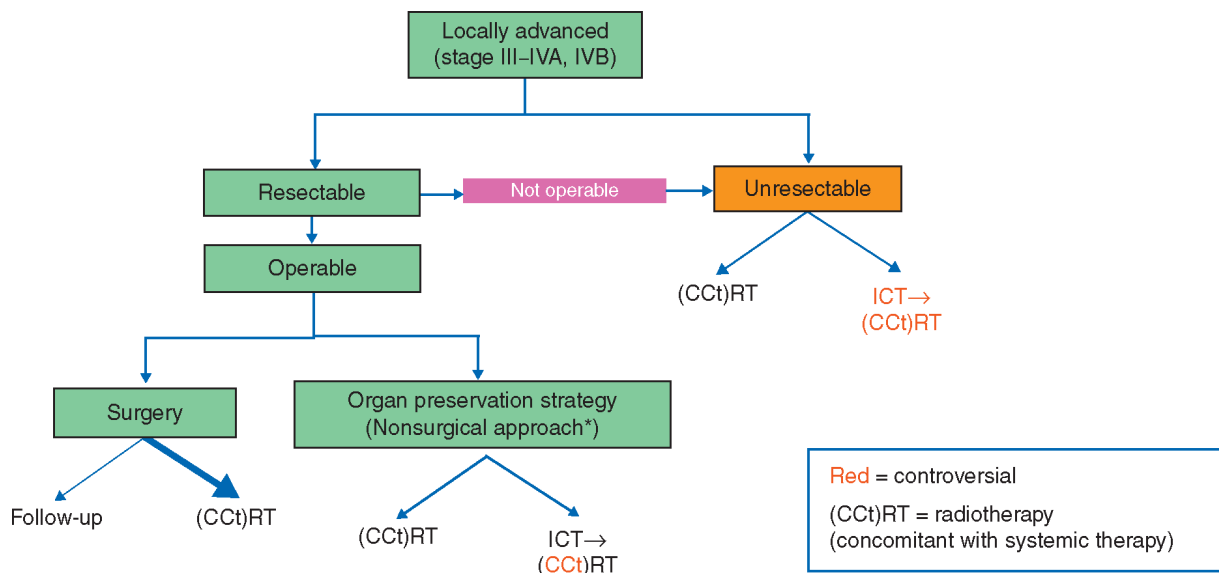 Locally advanced
(stage III–IVA, IVB)
Resectable
Not operable
Unresectable
Operable
(CCt)RT
ICT→
(CCt)RT
Surgery
Organ preservation strategy
(Nonsurgical approach*)
Follow-up
(CCt)RT
(CCt)RT
ICT→
(CCt)RT
Red = controversial
(CCt)RT = radiotherapy
(concomitant with systemic therapy)